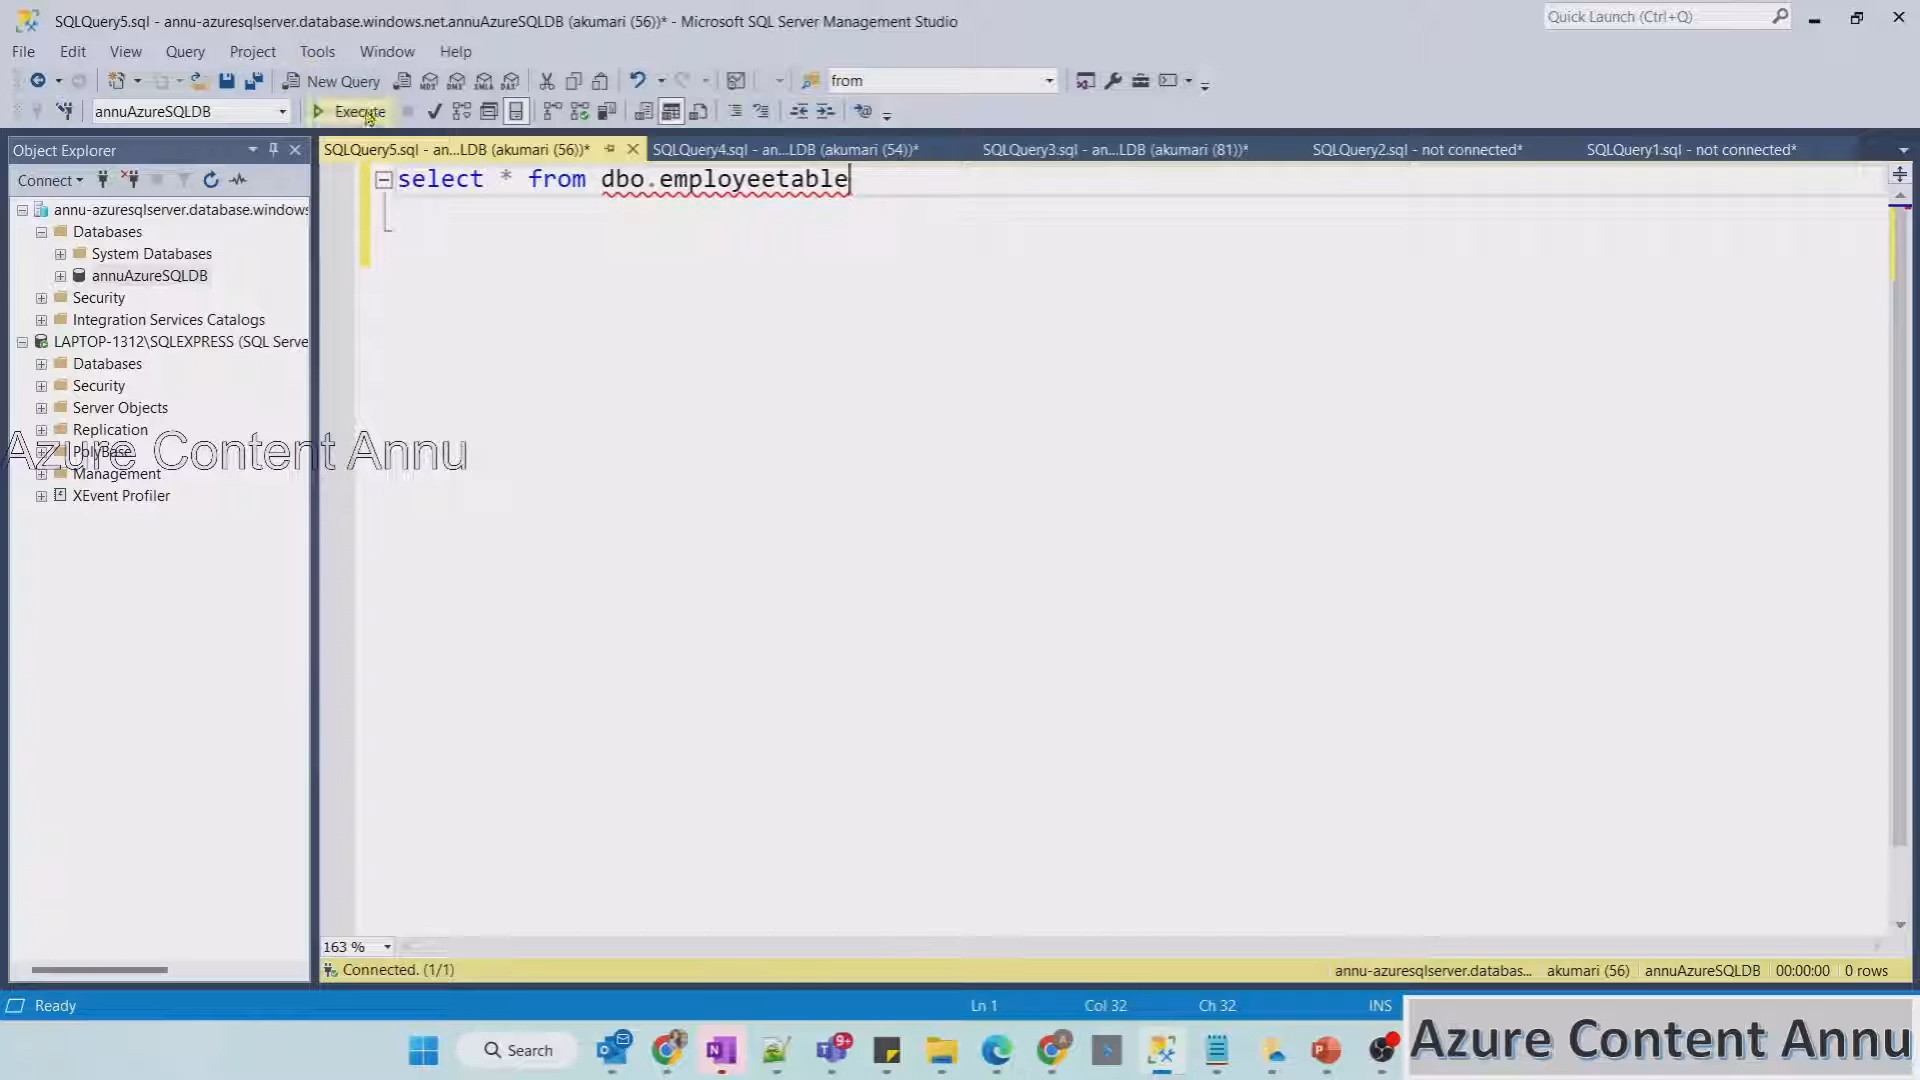 SQLQuery5.sql - annu-azuresqlserver.database.windows.net.annuAzureSQLDB (akumari (56))* - Microsoft SQL Server Management Studio
Quick Launch (Ctrl+Q)
File Edit View Query Project Tools Window Help
New Query
from
annuAzureSQLDB
Execute
Object Explorer
SQLQuery5.sql - an...LDB (akumari (56))*
SQLQuery4.sql - an...LDB (akumari (54))*
SQLQuery3.sql - an...LDB (akumari (81))*
SQLQuery2.sql - not connected*
SQLQuery1.sql - not connected*
Connect
select * from dbo.employeetable
annu-azuresqlserver.database.windows
Databases
System Databases
annuAzureSQLDB
Security
Integration Services Catalogs
LAPTOP-1312\SQLEXPRESS (SQL Serve
Databases
Security
Server Objects
Replication
PolyBase
Management
XEvent Profiler
Azure Content Annu
163 %
Connected. (1/1)
annu-azuresqlserver.databas...
akumari (56)
annuAzureSQLDB
00:00:00
0 rows
Ready
Ln 1
Col 32
Ch 32
INS
Search
9+
Azure Content Annu